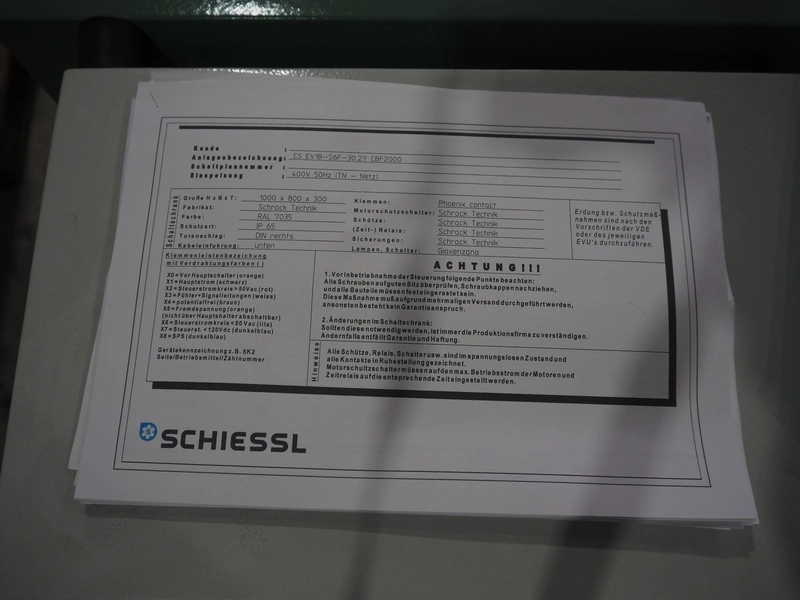 Kunde :
Anlagenbezeichnung: ES EV1B-S6F-30.2Y CBF2000
Schaltplannummer :
Einspeisung : 400V 50Hz (TN - Netz)
Schaltschrank
Größe H x B x T: 1000 x 800 x 300
Fabrikat: Schrack Technik
Farbe: RAL 7035
Schutzart: IP 65
Türanschlag: DIN rechts
Kabeleinführung: unten
Klemmen: Phoenix contact
Motorschutzschalter: Schrack Technik
Schütze: Schrack Technik
(Zeit-) Relais: Schrack Technik
Sicherungen: Schrack Technik
Lampen, Schalter: Giovenzana
Erdung bzw. Schutzmeß-
nahmen sind nach den
Vorschriften der VDE
oder des jeweiligen
EVU's durchzuführen.
Klemmenleistenbezeichung
mit Verdrahtungsfarben ( )
X0 = Vor Hauptschalter (orange)
X1 = Hauptstrom (schwarz)
X2 = Steuerstromkreis > 50Vac (rot)
X3 = Fühler + Signalleitungen (weiss)
X4 = potentialfrei (braun)
X5 = Fremdspannung (orange)
(nicht über Hauptschalter abschaltbar)
X6 = Steuerstromkreis < 50 Vac (lila)
X7 = Steuerst. < 120Vdc (dunkelblau)
X8 = SPS (dunkelblau)
Gerätekennzeichnung z. B. 5K2
Seite/Betriebsmittel/Zählnummer
ACHTUNG!!!
1. Vor Inbetriebnahme der Steuerung folgende Punkte beachten:
Alle Schrauben auf guten Sitz überprüfen, Schraubkappen nachziehen,
und alle Bauteile müssen fest eingerastet sein.
Diese Maßnahme muß aufgrund mehrmaligen Versand durchgeführt werden,
ansonsten besteht kein Garantieanspruch.
2. Änderungen im Schaltschrank:
Sollten diese notwendig werden, ist immer die Produktionsfirma zu verständigen.
Andernfalls entfällt Garantie und Haftung.
Hinweise
Alle Schütze, Relais, Schalter usw. sind im spannungslosen Zustand und
alle Kontakte in Ruhestellung gezeichnet.
Motorschutzschalter müssen auf den max. Betriebsstrom der Motoren und
Zeitrelais auf die entsprechende Zeit eingestellt werden.
SCHIESSL